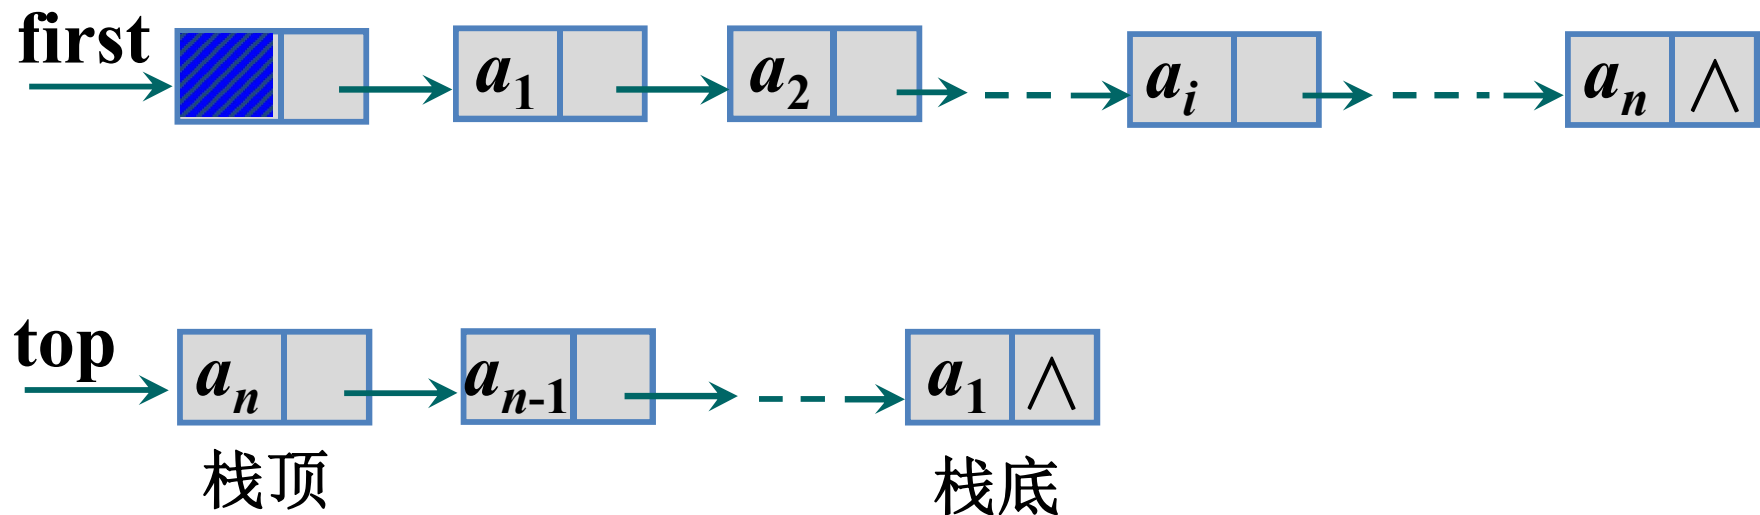 first
a1 a2 ai an ∧
top
an an-1 a1 ∧
栈顶 栈底